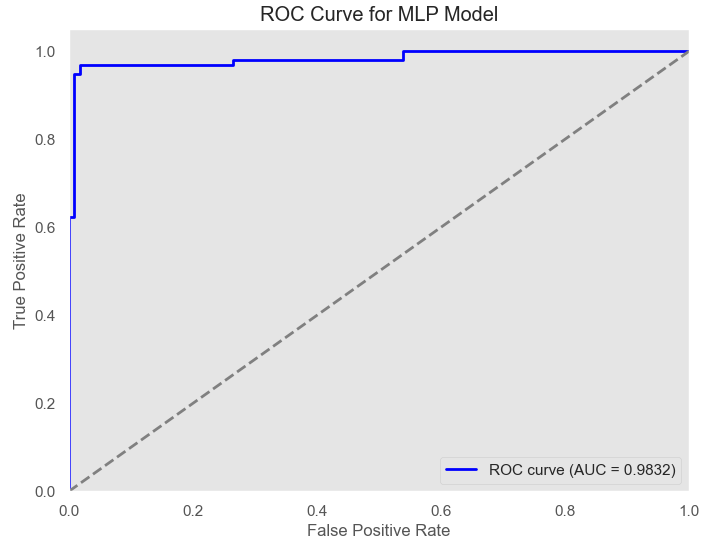 ROC Curve for MLP Model
True Positive Rate
1.0
0.8
0.6
0.4
0.2
0.0
ROC curve (AUC = 0.9832)
0.0 0.2 0.4 0.6 0.8 1.0
False Positive Rate